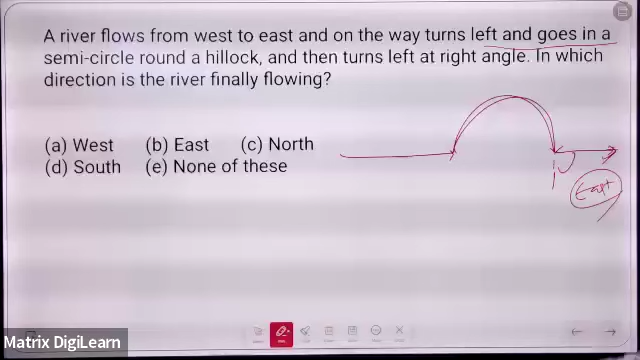 A river flows from west to east and on the way turns left and goes in a
semi-circle round a hillock, and then turns left at right angle. In which
direction is the river finally flowing?
(a) West (b) East (c) North
(d) South (e) None of these
East
Matrix DigiLearn